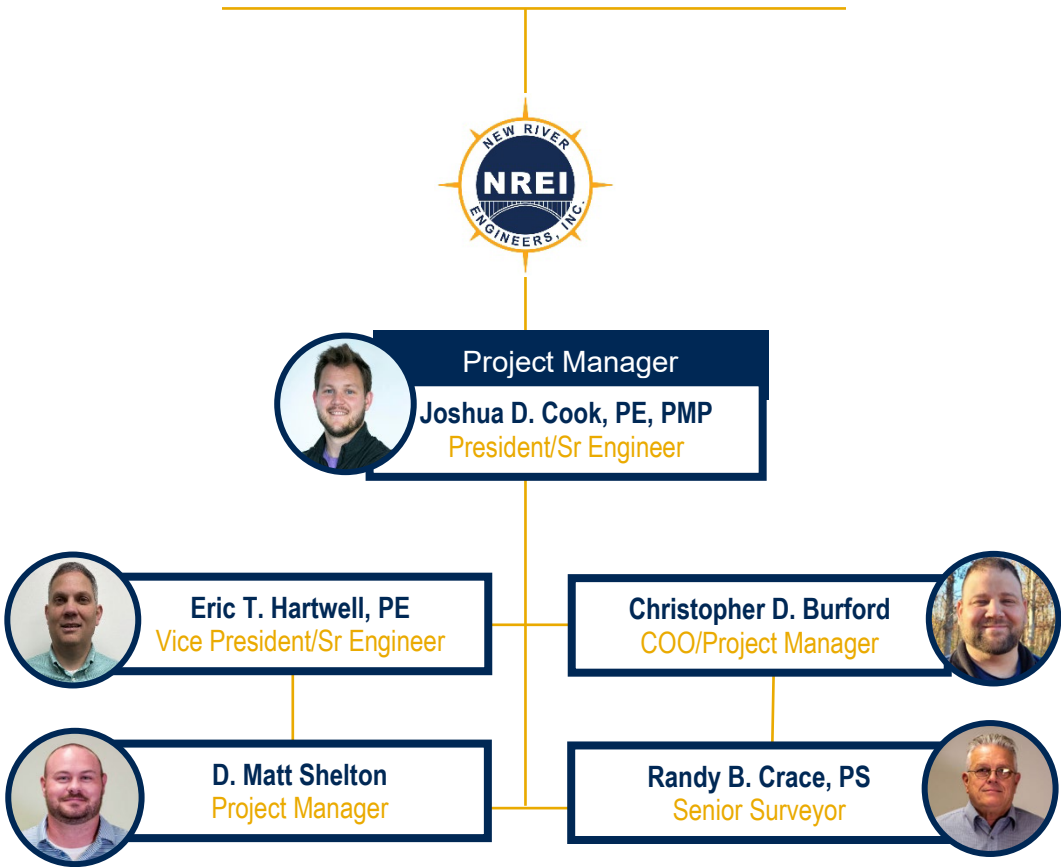 NEW RIVER
NREI
ENGINEERS, INC.
Project Manager
Joshua D. Cook, PE, PMP
President/Sr Engineer
Eric T. Hartwell, PE
Vice President/Sr Engineer
Christopher D. Burford
COO/Project Manager
D. Matt Shelton
Project Manager
Randy B. Crace, PS
Senior Surveyor